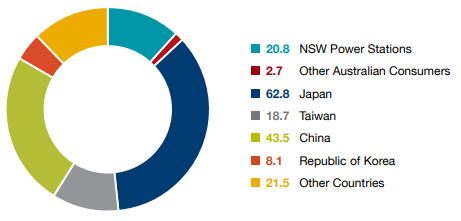 20.8 NSW Power Stations
2.7 Other Australian Consumers
62.8 Japan
18.7 Taiwan
43.5 China
8.1 Republic of Korea
21.5 Other Countries